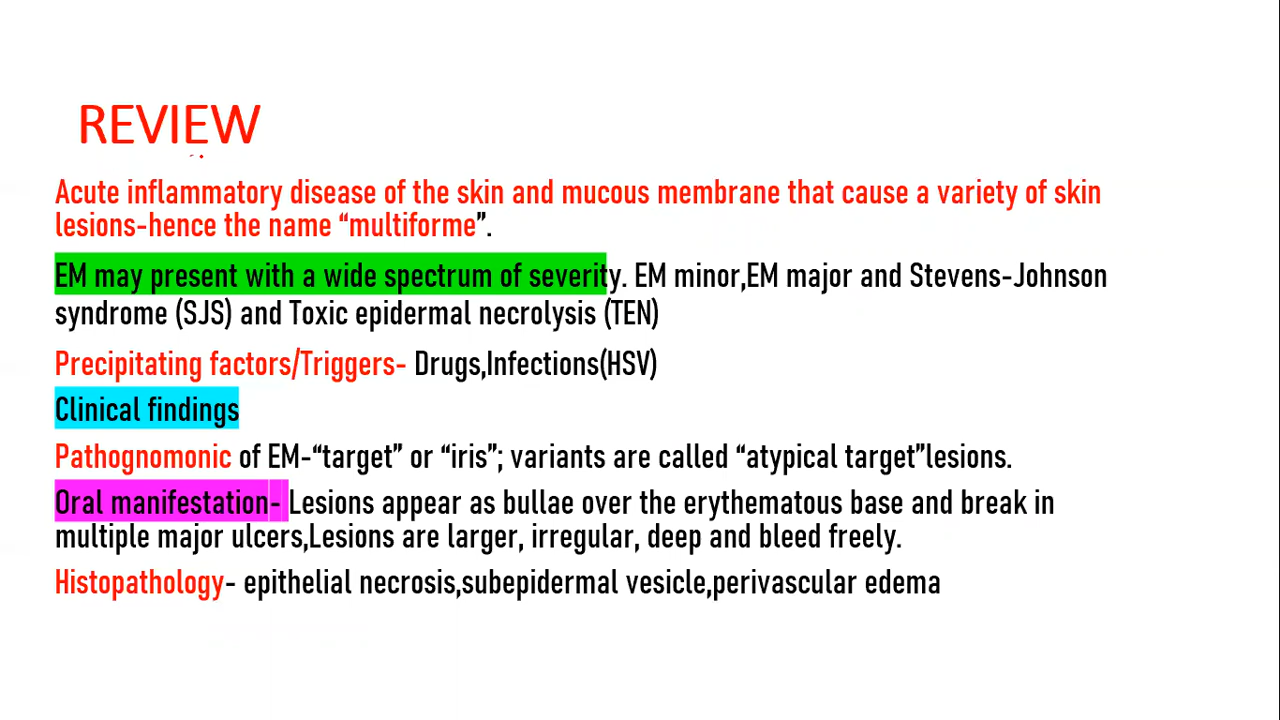 REVIEW
Acute inflammatory disease of the skin and mucous membrane that cause a variety of skin
lesions-hence the name “multiforme”.
EM may present with a wide spectrum of severity. EM minor,EM major and Stevens-Johnson
syndrome (SJS) and Toxic epidermal necrolysis (TEN)
Precipitating factors/Triggers- Drugs,Infections(HSV)
Clinical findings
Pathognomonic of EM-“target” or “iris”; variants are called “atypical target”lesions.
Oral manifestation- Lesions appear as bullae over the erythematous base and break in
multiple major ulcers,Lesions are larger, irregular, deep and bleed freely.
Histopathology- epithelial necrosis,subepidermal vesicle,perivascular edema